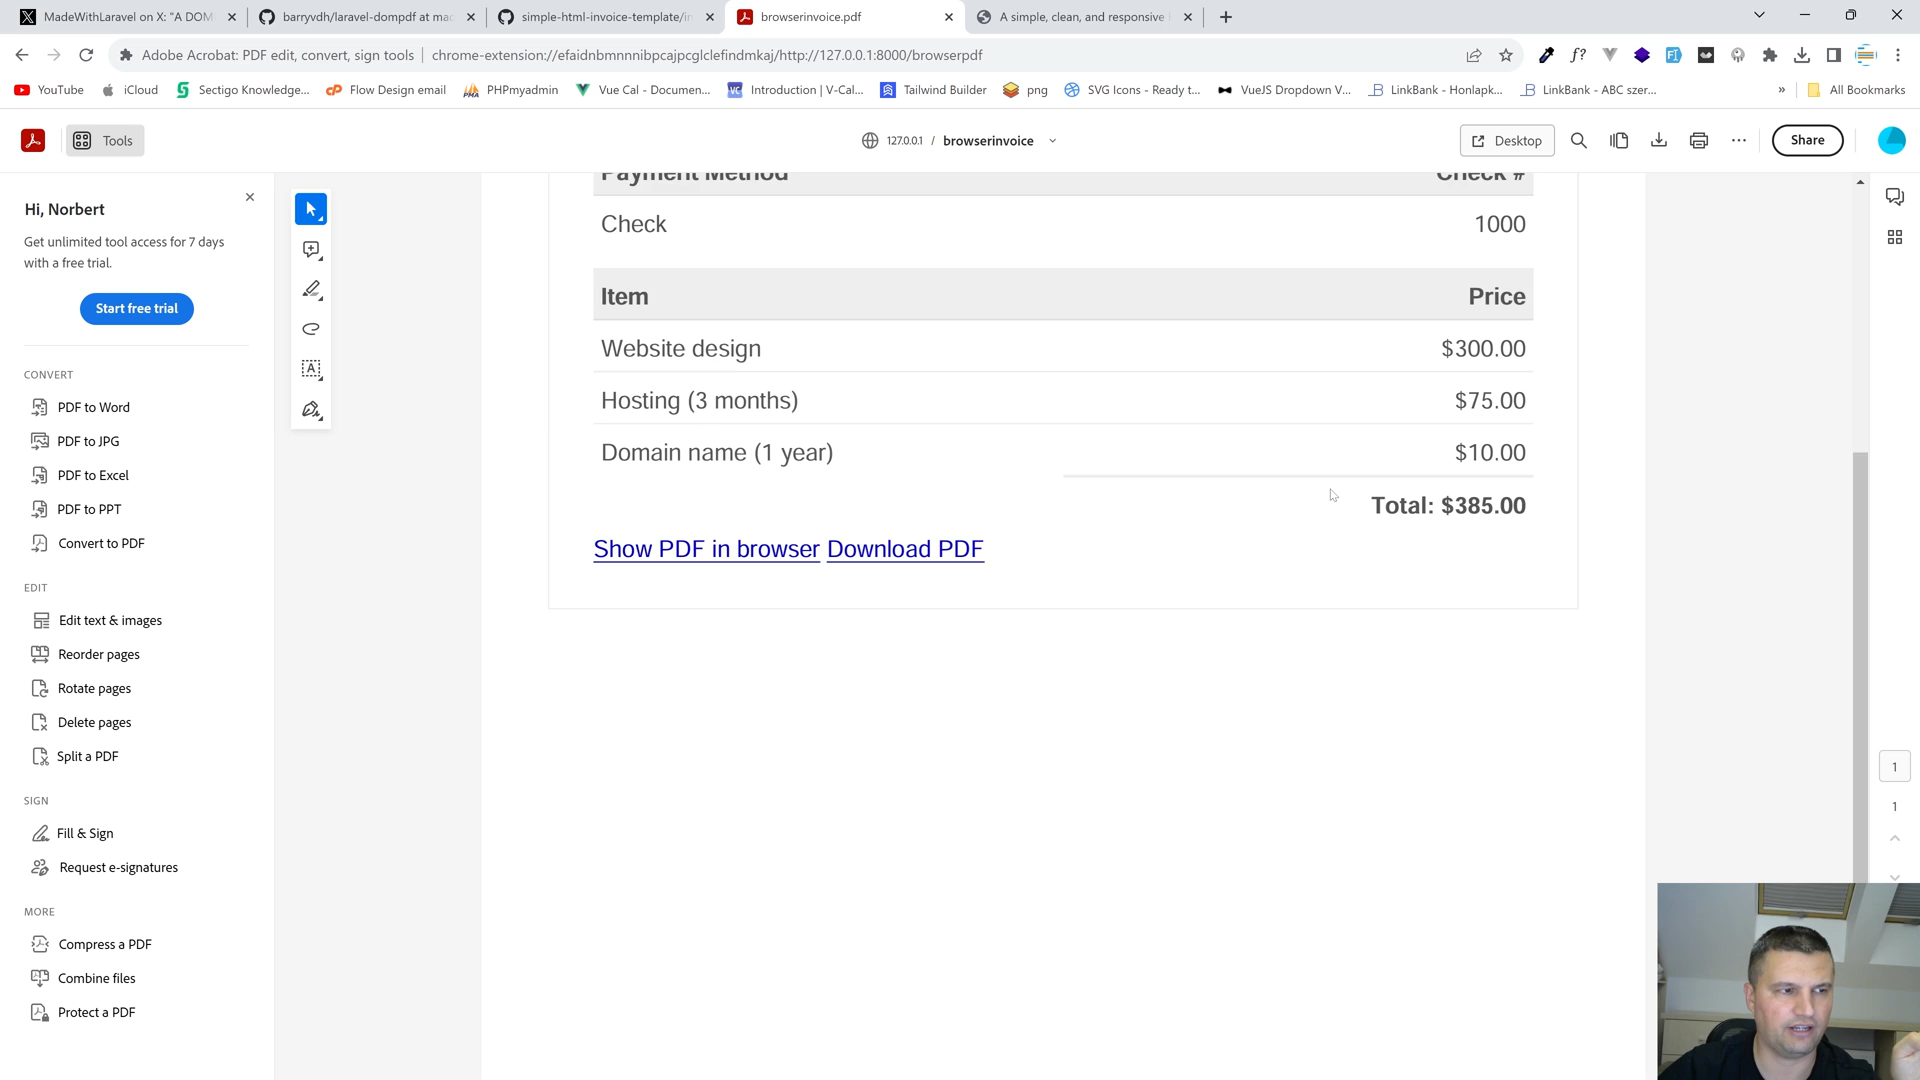 MadeWithLaravel on X: "A DOM
barryvdh/laravel-dompdf at mas
simple-html-invoice-template/in
browserinvoice.pdf
A simple, clean, and responsive
Adobe Acrobat: PDF edit, convert, sign tools
chrome-extension://efaidnbmnnnibpcajpcglclefindmkaj/http://127.0.0.1:8000/browserpdf
YouTube
iCloud
Sectigo Knowledge...
Flow Design email
PHPmyadmin
Vue Cal - Documen...
Introduction | V-Cal...
Tailwind Builder
png
SVG Icons - Ready t...
VueJS Dropdown V...
LinkBank - Honlapk...
LinkBank - ABC szer...
»
All Bookmarks
Tools
127.0.0.1 / browserinvoice
Desktop
Share
Hi, Norbert
Get unlimited tool access for 7 days
with a free trial.
Start free trial
CONVERT
PDF to Word
PDF to JPG
PDF to Excel
PDF to PPT
Convert to PDF
EDIT
Edit text & images
Reorder pages
Rotate pages
Delete pages
Split a PDF
SIGN
Fill & Sign
Request e-signatures
MORE
Compress a PDF
Combine files
Protect a PDF
Payment Method Check #
Check 1000
Item Price
Website design $300.00
Hosting (3 months) $75.00
Domain name (1 year) $10.00
Total: $385.00
Show PDF in browser Download PDF
1
1